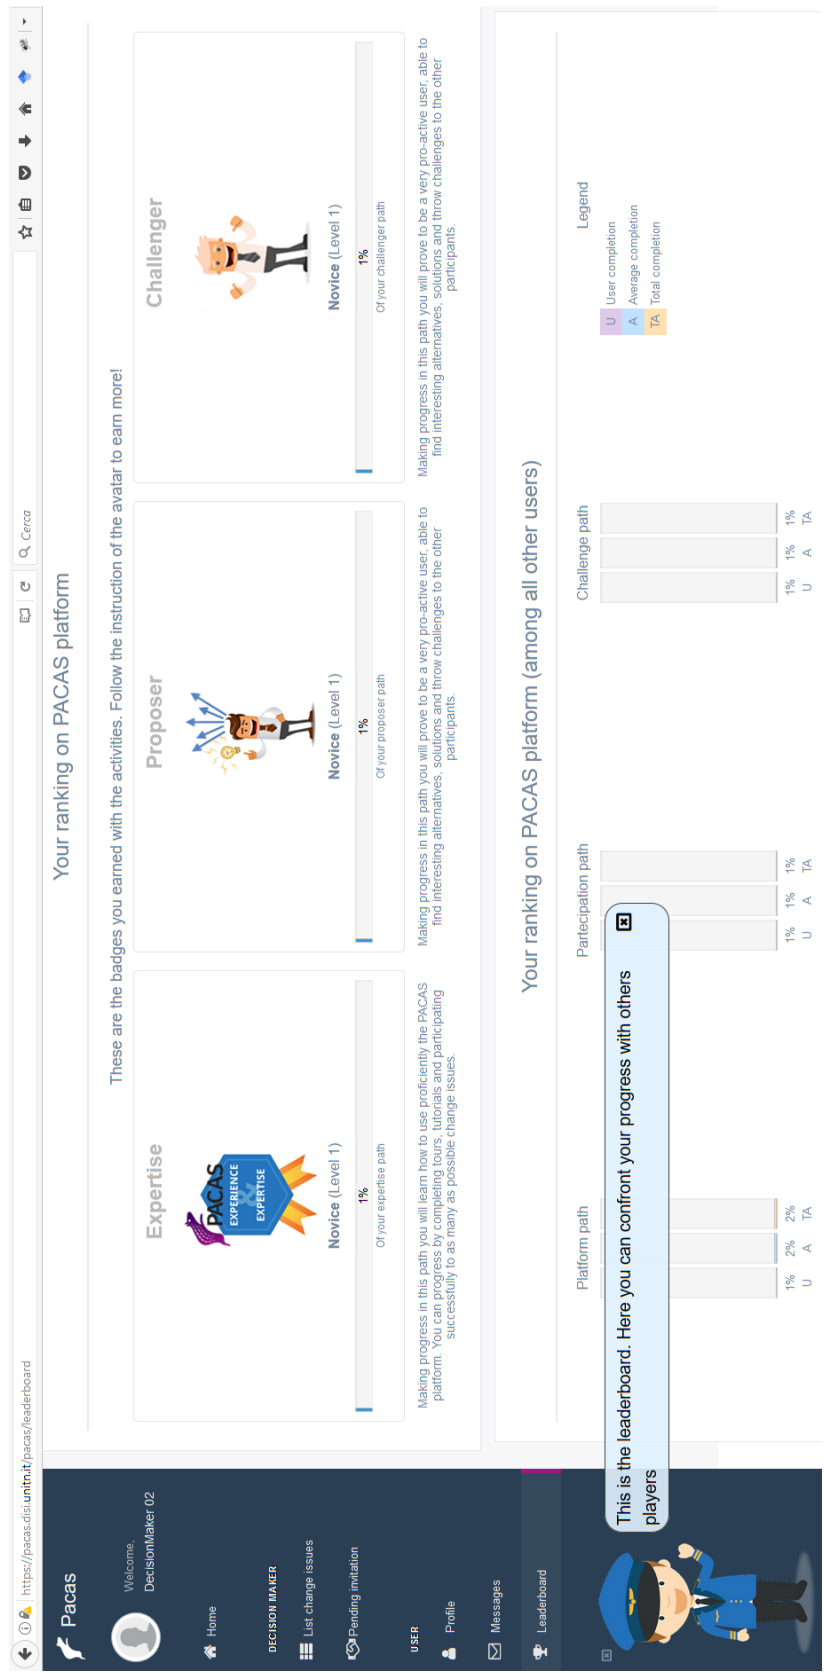 https://pacas.disi.unitn.it/pacas/leaderboard
Cerca
Pacas
Welcome,
DecisionMaker 02
Home
DECISION MAKER
List change issues
Pending invitation
USER
Profile
Messages
Leaderboard
Your ranking on PACAS platform
These are the badges you earned with the activities. Follow the instruction of the avatar to earn more!
Expertise
PACAS
EXPERIENCE
&
EXPERTISE
Novice (Level 1)
1%
Of your expertise path
Making progress in this path you will learn how to use proficiently the PACAS
platform. You can progress by completing tours, tutorials and participating
successfully to as many as possible change issues.
Proposer
Novice (Level 1)
1%
Of your proposer path
Making progress in this path you will prove to be a very pro-active user, able to
find interesting alternatives, solutions and throw challenges to the other
participants.
Challenger
Novice (Level 1)
1%
Of your challenger path
Making progress in this path you will prove to be a very pro-active user, able to
find interesting alternatives, solutions and throw challenges to the other
participants.
Your ranking on PACAS platform (among all other users)
Platform path
1% 2% 2%
U A TA
Partecipation path
1% 1% 1%
U A TA
Challenge path
1% 1% 1%
U A TA
Legend
U User completion
A Average completion
TA Total completion
This is the leaderboard. Here you can confront your progress with others
players